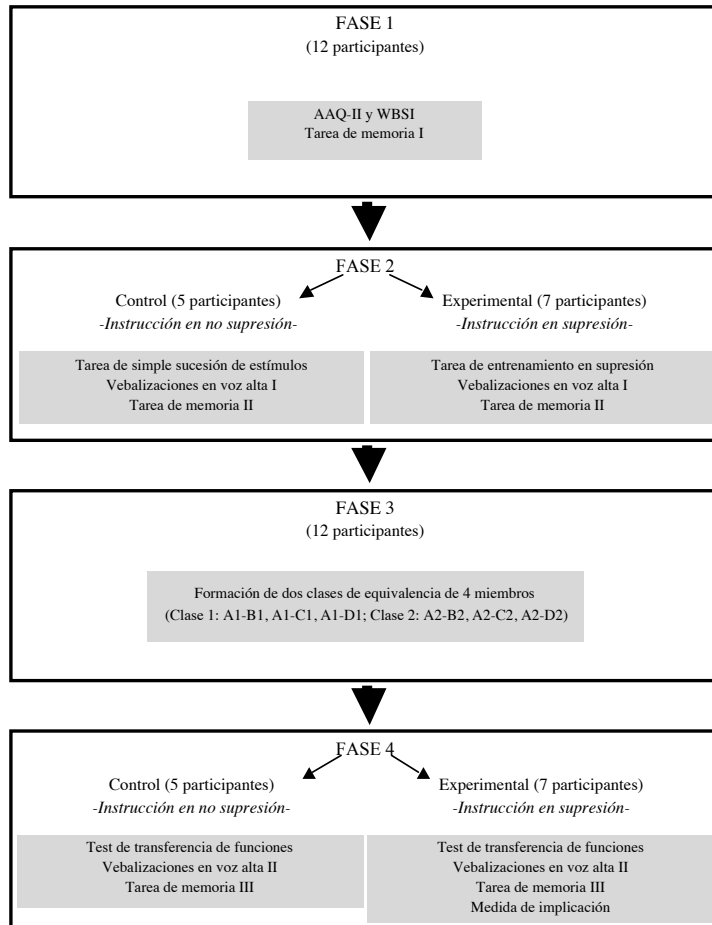 FASE 1
(12 participantes)
AAQ-II y WBSI
Tarea de memoria I
FASE 2
Control (5 participantes)
-Instrucción en no supresión-
Tarea de simple sucesión de estímulos
Vebalizaciones en voz alta I
Tarea de memoria II
Experimental (7 participantes)
-Instrucción en supresión-
Tarea de entrenamiento en supresión
Vebalizaciones en voz alta I
Tarea de memoria II
FASE 3
(12 participantes)
Formación de dos clases de equivalencia de 4 miembros
(Clase 1: A1-B1, A1-C1, A1-D1; Clase 2: A2-B2, A2-C2, A2-D2)
FASE 4
Control (5 participantes)
-Instrucción en no supresión-
Test de transferencia de funciones
Vebalizaciones en voz alta II
Tarea de memoria III
Experimental (7 participantes)
-Instrucción en supresión-
Test de transferencia de funciones
Vebalizaciones en voz alta II
Tarea de memoria III
Medida de implicación